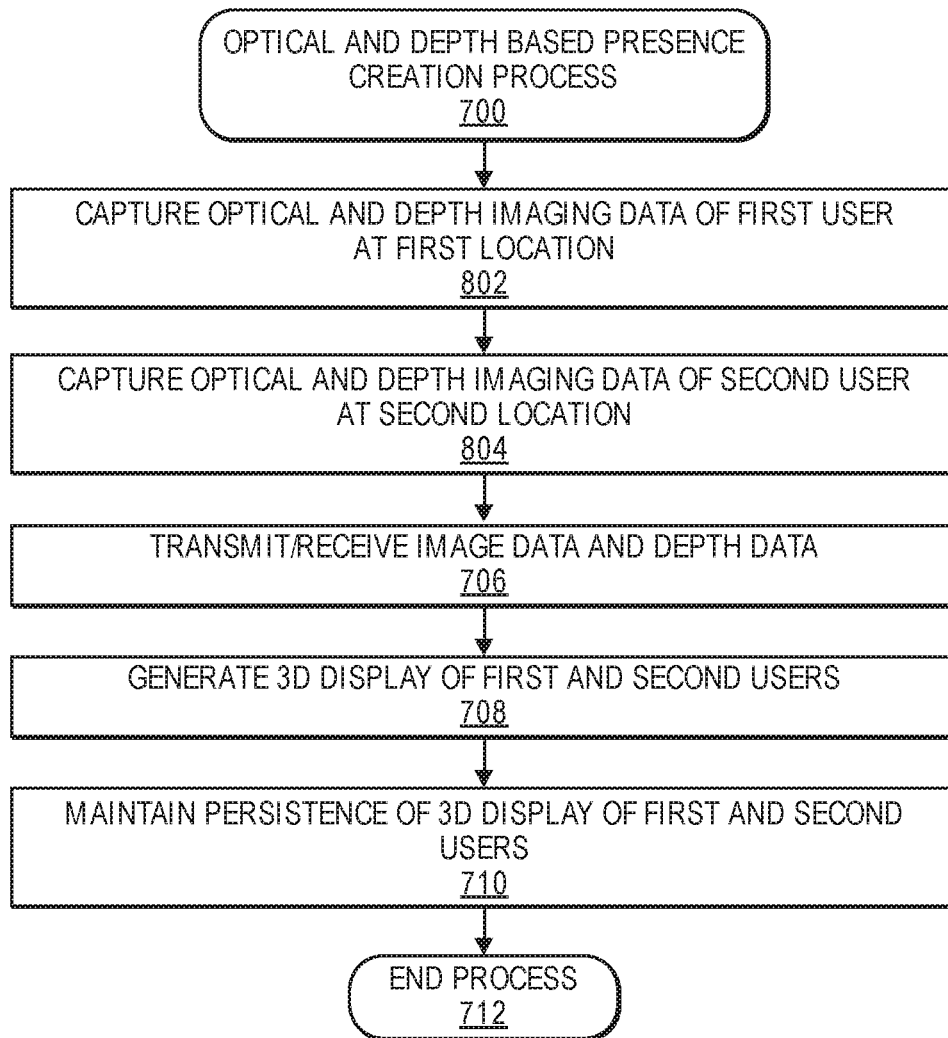 OPTICAL AND DEPTH BASED PRESENCE
CREATION PROCESS
700
CAPTURE OPTICAL AND DEPTH IMAGING DATA OF FIRST USER
AT FIRST LOCATION
802
CAPTURE OPTICAL AND DEPTH IMAGING DATA OF SECOND USER
AT SECOND LOCATION
804
TRANSMIT/RECEIVE IMAGE DATA AND DEPTH DATA
706
GENERATE 3D DISPLAY OF FIRST AND SECOND USERS
708
MAINTAIN PERSISTENCE OF 3D DISPLAY OF FIRST AND SECOND
USERS
710
END PROCESS
712